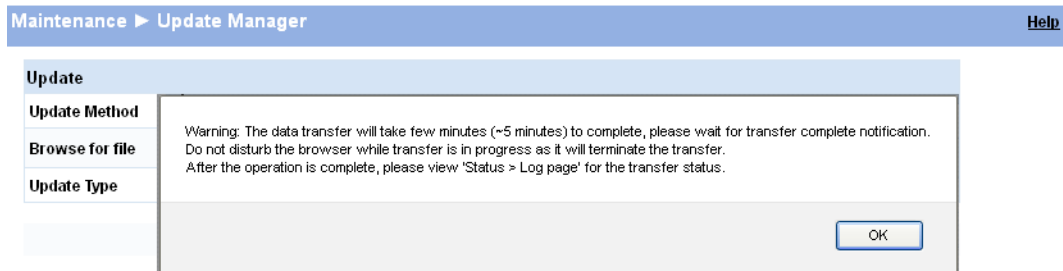 Maintenance ► Update Manager
Help
Update
Update Method
Browse for file
Update Type
Warning: The data transfer will take few minutes (~5 minutes) to complete, please wait for transfer complete notification.
Do not disturb the browser while transfer is in progress as it will terminate the transfer.
After the operation is complete, please view 'Status > Log page' for the transfer status.
OK